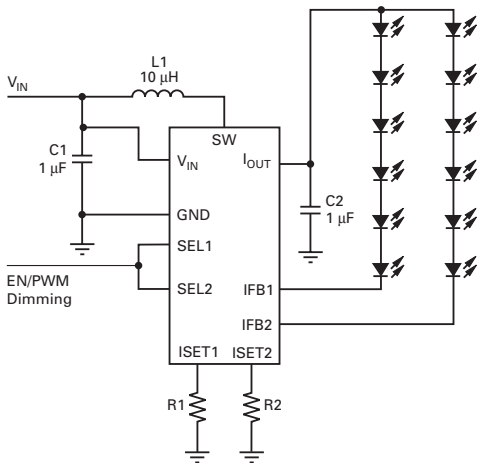 L1
10 μH
V_IN
SW
C1
1 μF
V_IN
I_OUT
C2
1 μF
GND
SEL1
SEL2
EN/PWM
Dimming
IFB1
IFB2
ISET1
ISET2
R1
R2